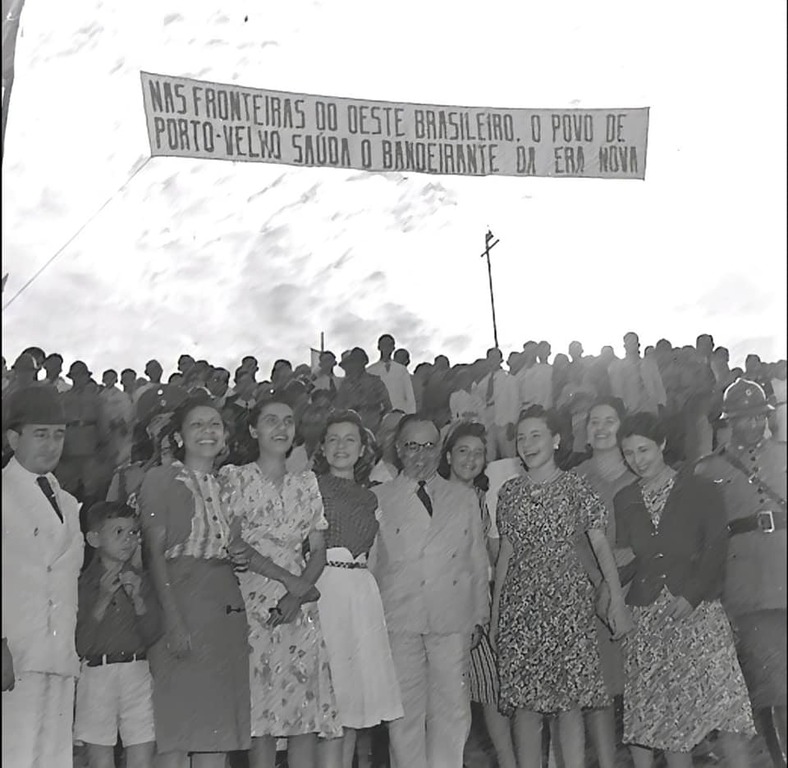 NAS FRONTEIRAS DO OESTE BRASILEIRO, O POVO DE
PORTO-VELHO SAÚDA O BANDEIRANTE DA ERA NOVA